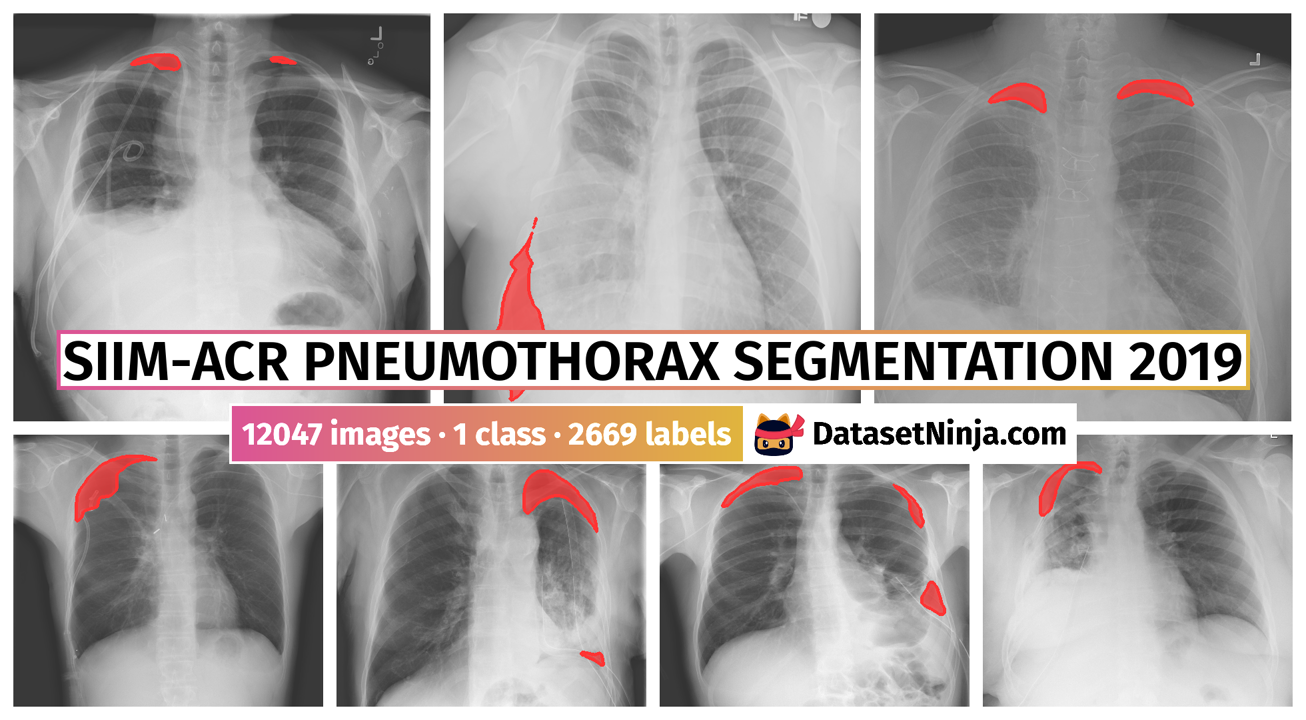 L
L
SIIM-ACR PNEUMOTHORAX SEGMENTATION 2019
12047 images · 1 class · 2669 labels
DatasetNinja.com